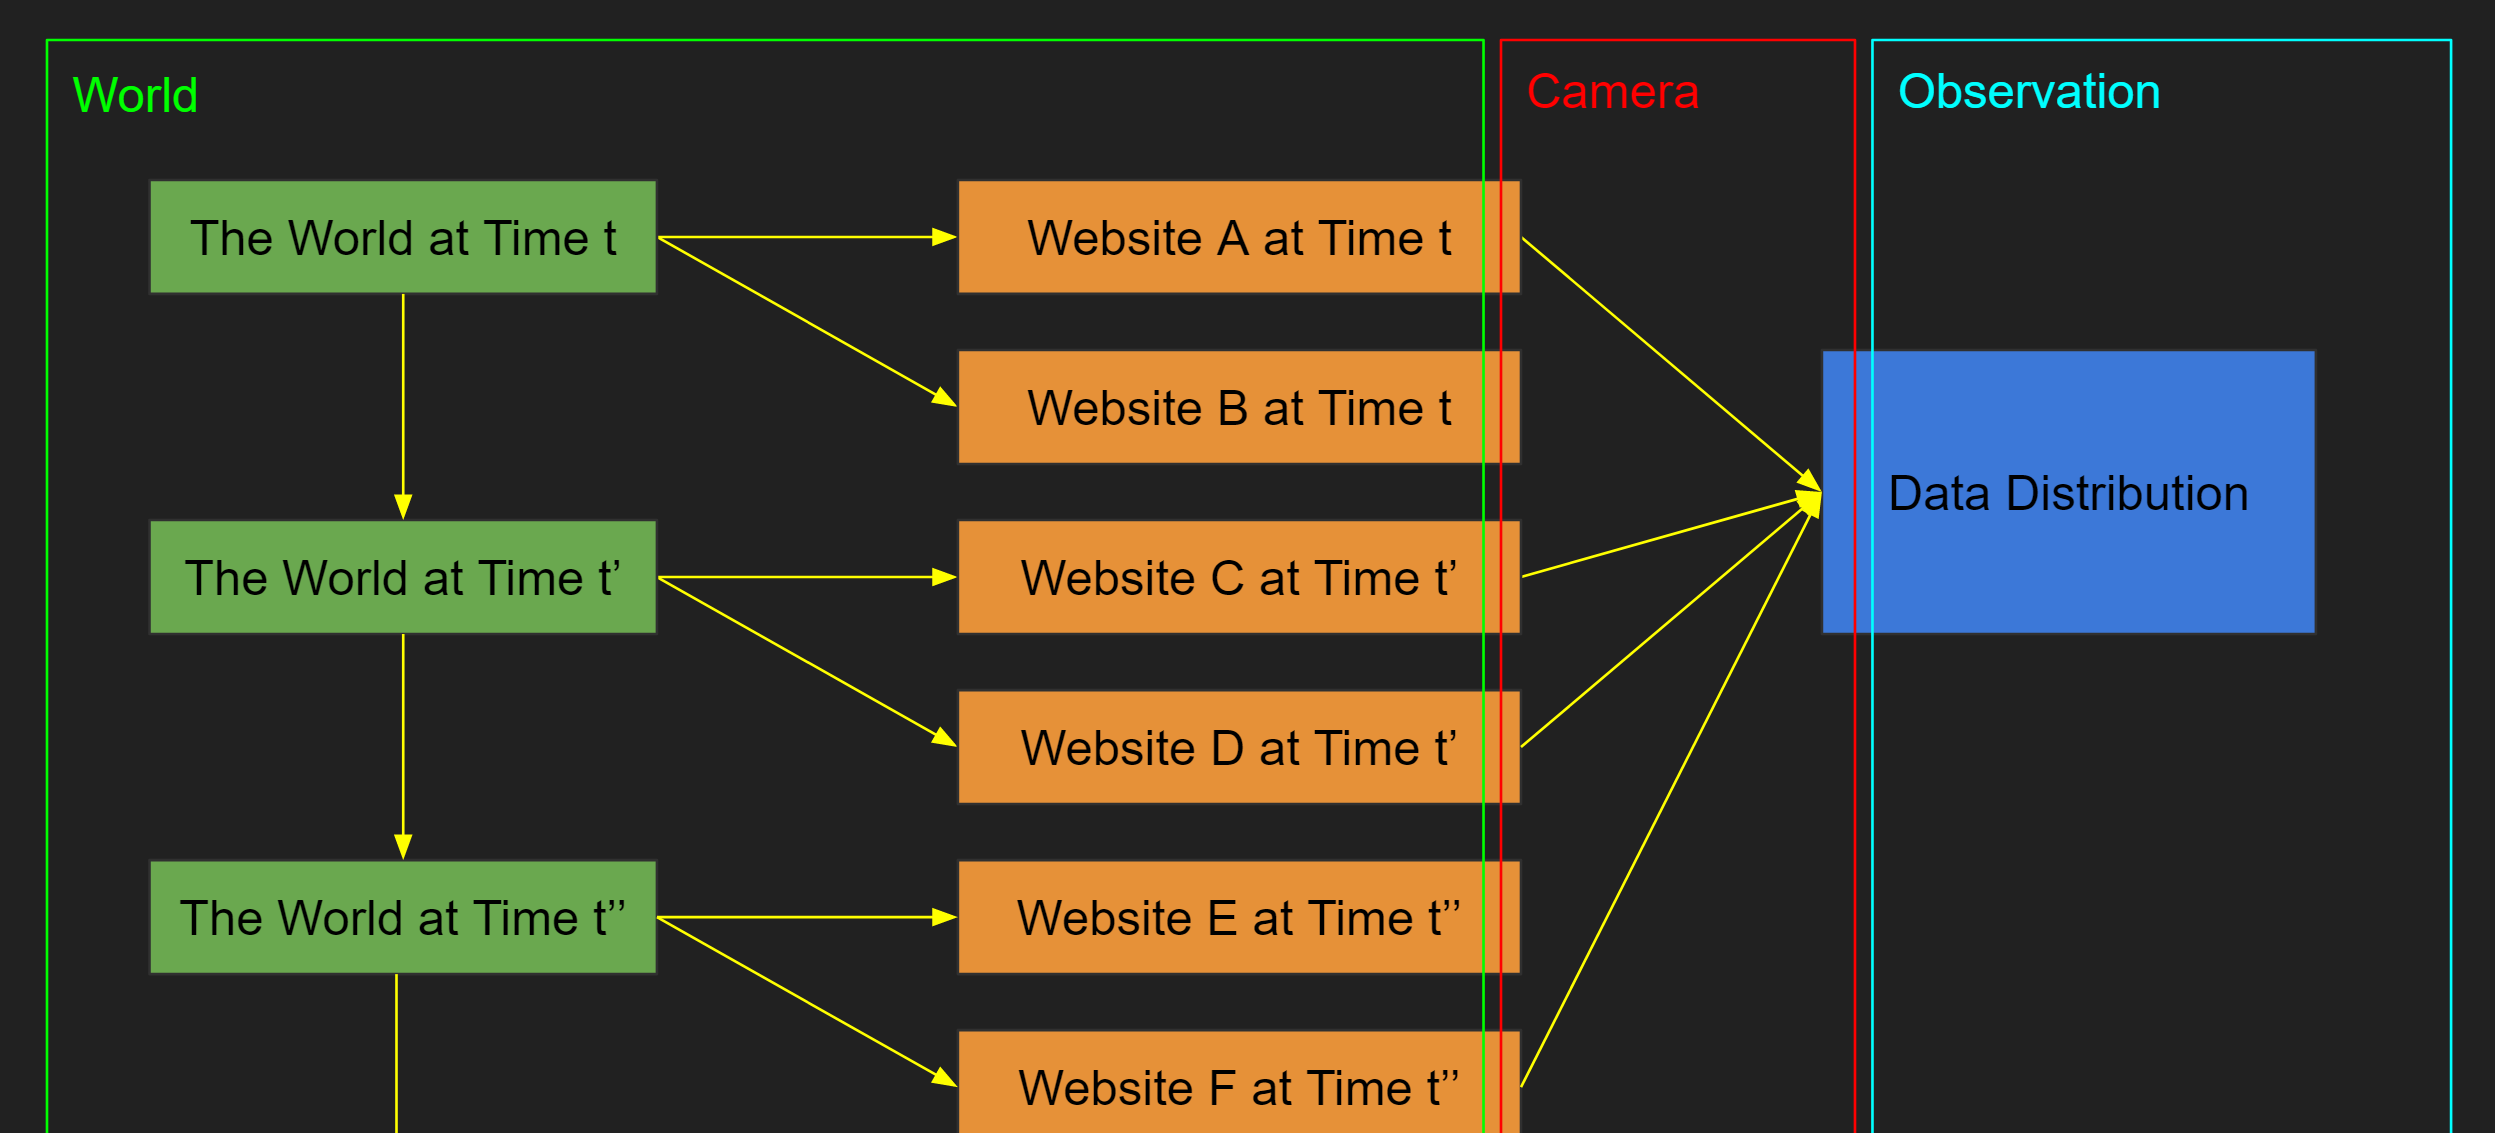 World
Camera
Observation
The World at Time t
Website A at Time t
Website B at Time t
Data Distribution
The World at Time t’
Website C at Time t’
Website D at Time t’
The World at Time t’’
Website E at Time t’’
Website F at Time t’’